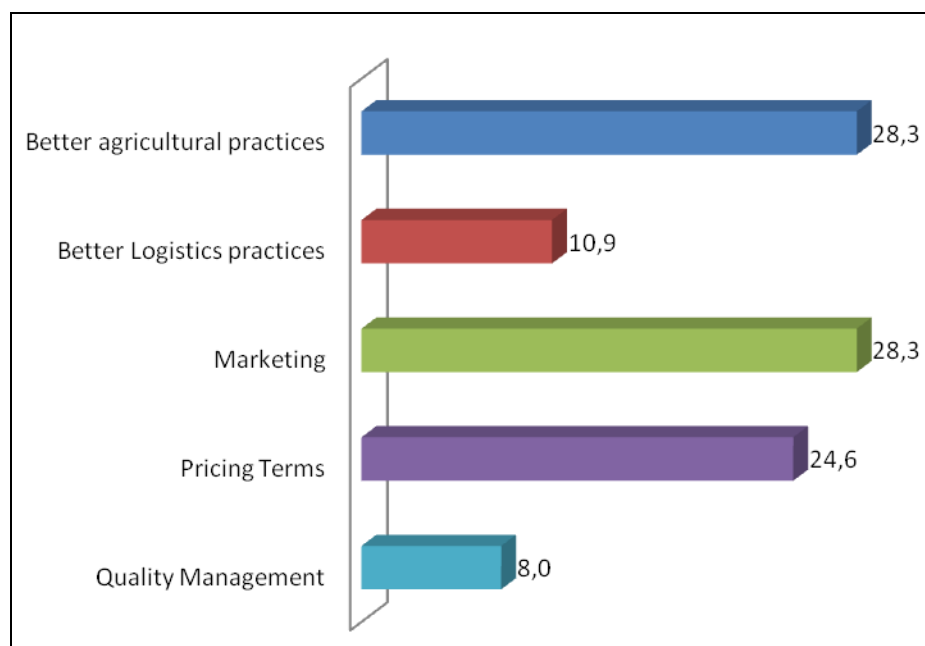 Better agricultural practices
28,3
Better Logistics practices
10,9
Marketing
28,3
Pricing Terms
24,6
Quality Management
8,0